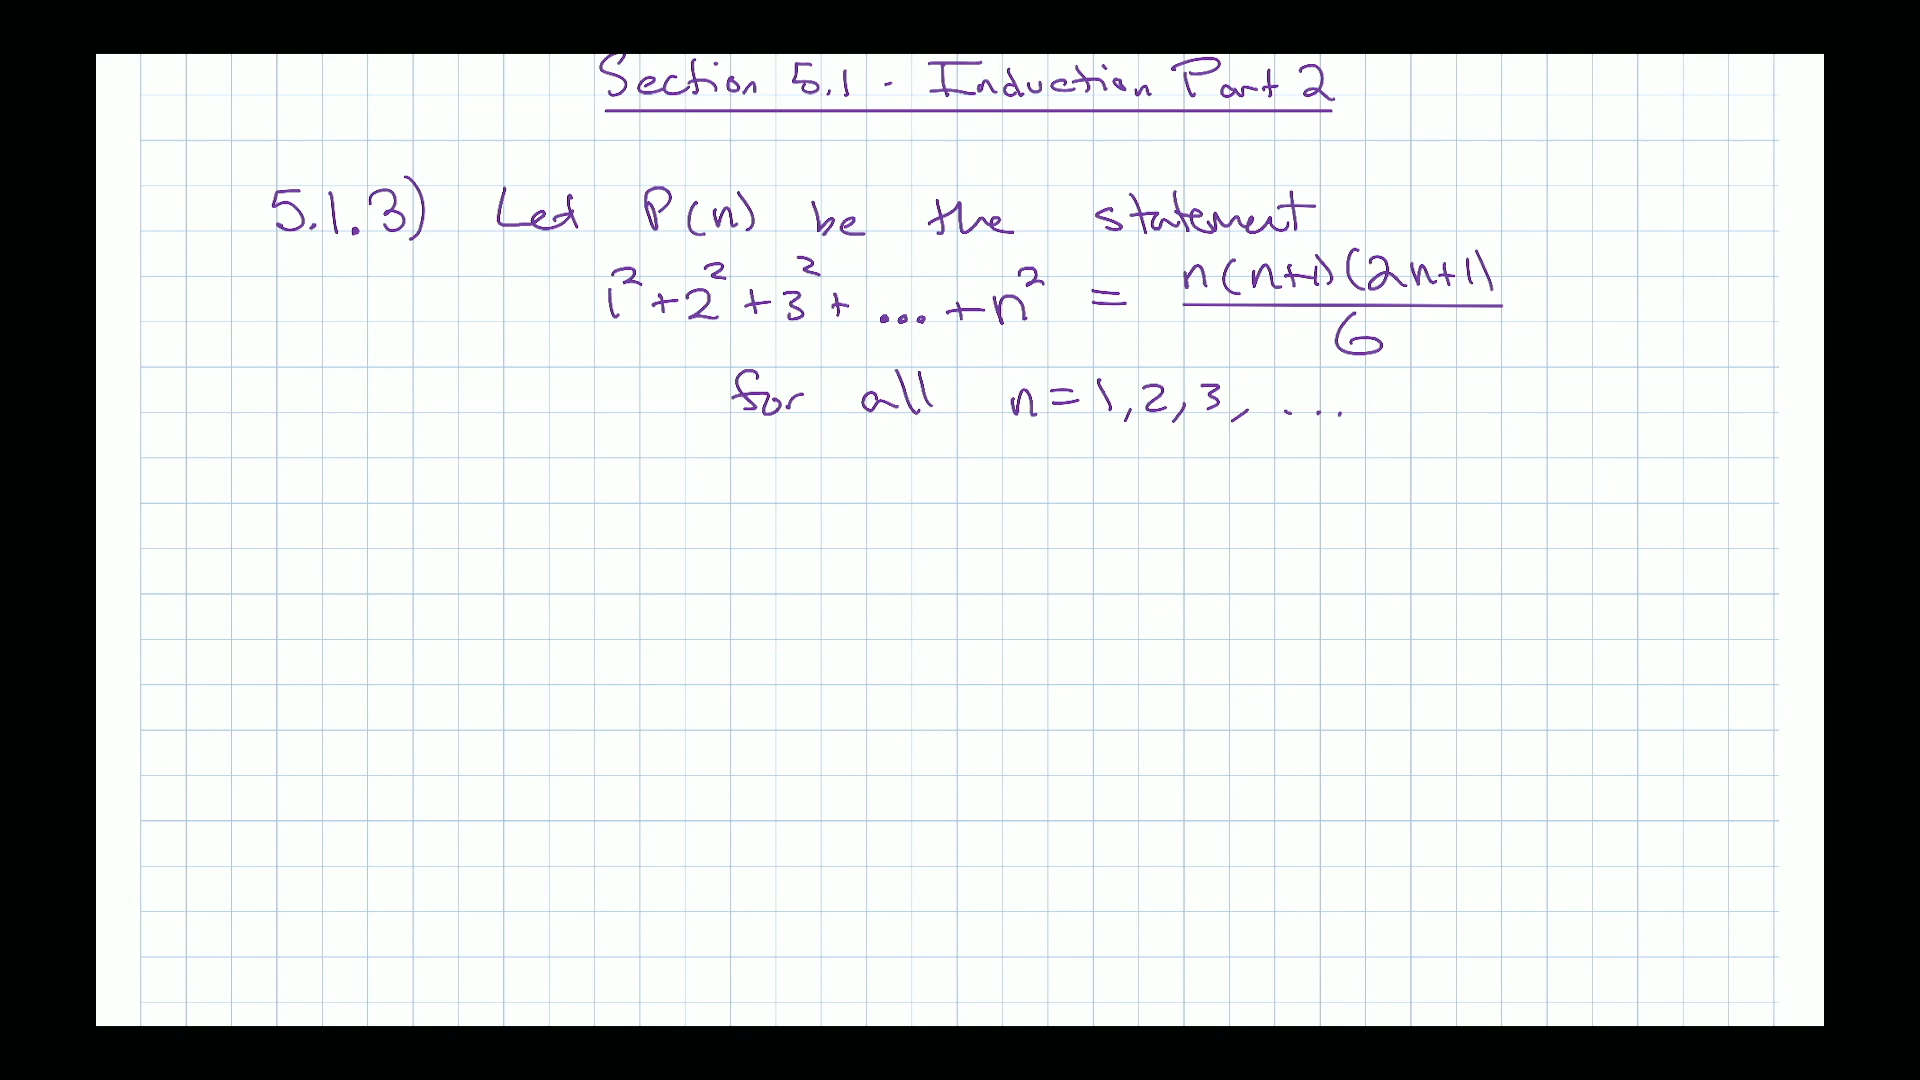 Section 5.1 - Induction Part 2
5.1.3) Let P(n) be the statement
1² + 2² + 3² + ... + n² = n(n+1)(2n+1) / 6
for all n = 1, 2, 3, ...